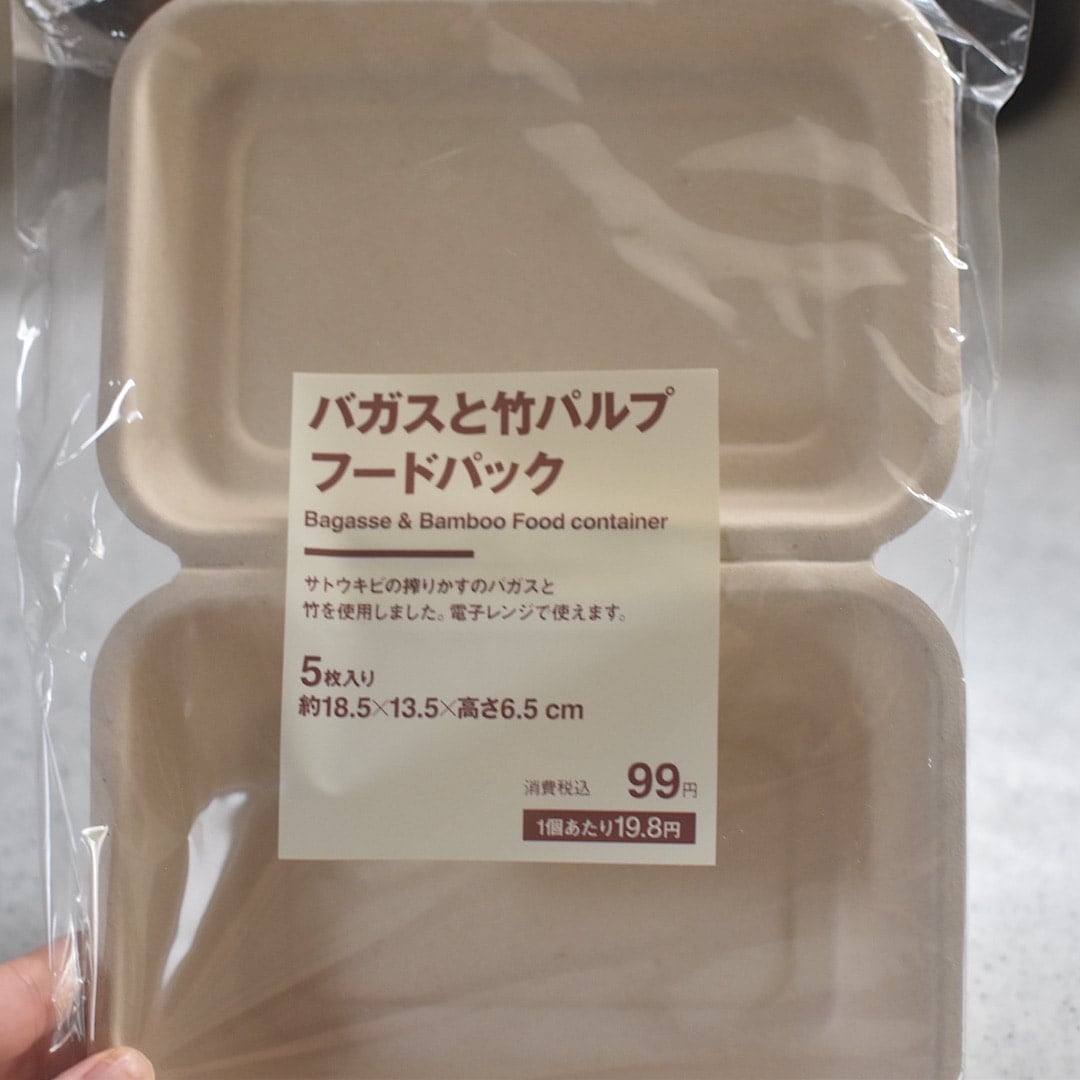 バガスと竹パルプ
フードパック
Bagasse & Bamboo Food container
サトウキビの搾りかすのバガスと
竹を使用しました。電子レンジで使えます。
5枚入り
約18.5×13.5×高さ6.5 cm
消費税込 99円
1個あたり19.8円